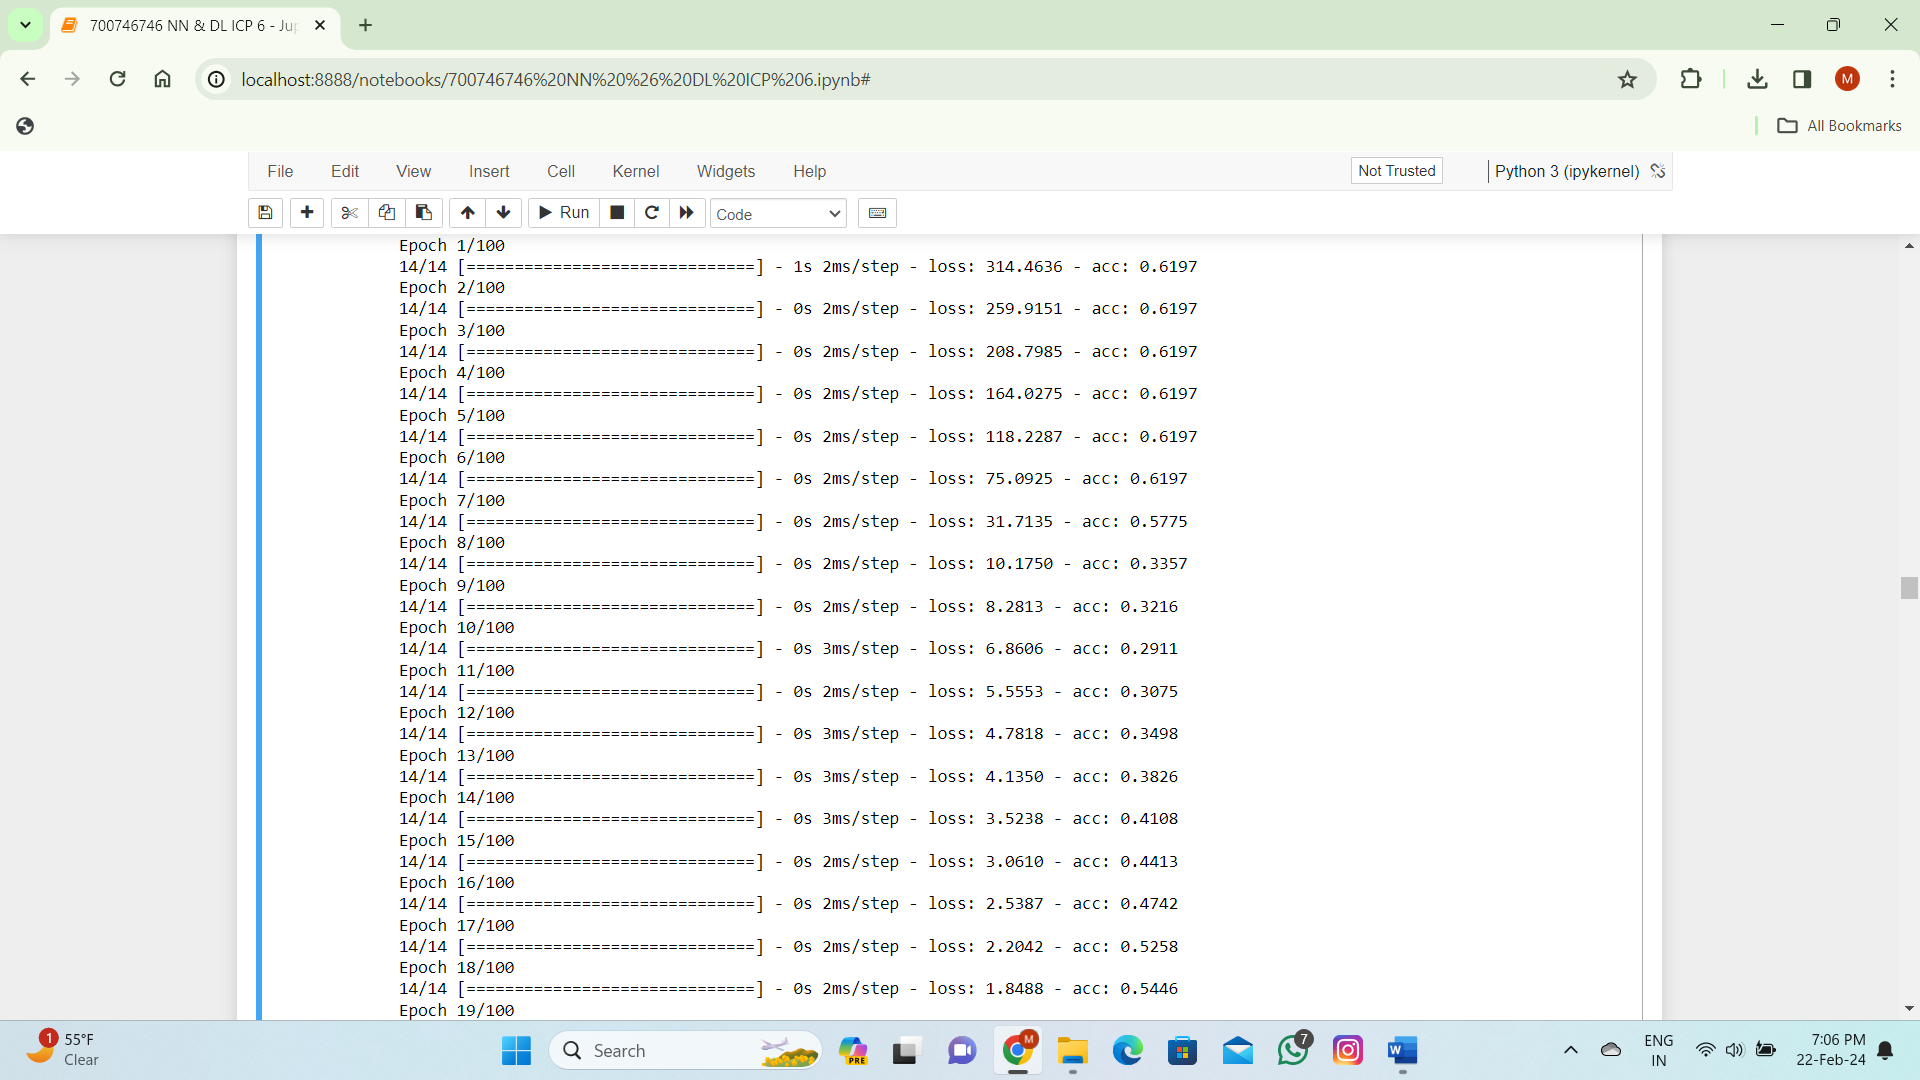 700746746 NN & DL ICP 6 - Jup
localhost:8888/notebooks/700746746%20NN%20%26%20DL%20ICP%206.ipynb#
M
All Bookmarks
File Edit View Insert Cell Kernel Widgets Help
Not Trusted
Python 3 (ipykernel)
Run
Code
Epoch 1/100
14/14 [==============================] - 1s 2ms/step - loss: 314.4636 - acc: 0.6197
Epoch 2/100
14/14 [==============================] - 0s 2ms/step - loss: 259.9151 - acc: 0.6197
Epoch 3/100
14/14 [==============================] - 0s 2ms/step - loss: 208.7985 - acc: 0.6197
Epoch 4/100
14/14 [==============================] - 0s 2ms/step - loss: 164.0275 - acc: 0.6197
Epoch 5/100
14/14 [==============================] - 0s 2ms/step - loss: 118.2287 - acc: 0.6197
Epoch 6/100
14/14 [==============================] - 0s 2ms/step - loss: 75.0925 - acc: 0.6197
Epoch 7/100
14/14 [==============================] - 0s 2ms/step - loss: 31.7135 - acc: 0.5775
Epoch 8/100
14/14 [==============================] - 0s 2ms/step - loss: 10.1750 - acc: 0.3357
Epoch 9/100
14/14 [==============================] - 0s 2ms/step - loss: 8.2813 - acc: 0.3216
Epoch 10/100
14/14 [==============================] - 0s 3ms/step - loss: 6.8606 - acc: 0.2911
Epoch 11/100
14/14 [==============================] - 0s 2ms/step - loss: 5.5553 - acc: 0.3075
Epoch 12/100
14/14 [==============================] - 0s 3ms/step - loss: 4.7818 - acc: 0.3498
Epoch 13/100
14/14 [==============================] - 0s 3ms/step - loss: 4.1350 - acc: 0.3826
Epoch 14/100
14/14 [==============================] - 0s 3ms/step - loss: 3.5238 - acc: 0.4108
Epoch 15/100
14/14 [==============================] - 0s 2ms/step - loss: 3.0610 - acc: 0.4413
Epoch 16/100
14/14 [==============================] - 0s 2ms/step - loss: 2.5387 - acc: 0.4742
Epoch 17/100
14/14 [==============================] - 0s 2ms/step - loss: 2.2042 - acc: 0.5258
Epoch 18/100
14/14 [==============================] - 0s 2ms/step - loss: 1.8488 - acc: 0.5446
Epoch 19/100
1
55°F
Clear
Search
PRE
M
7
W
ENG
IN
7:06 PM
22-Feb-24